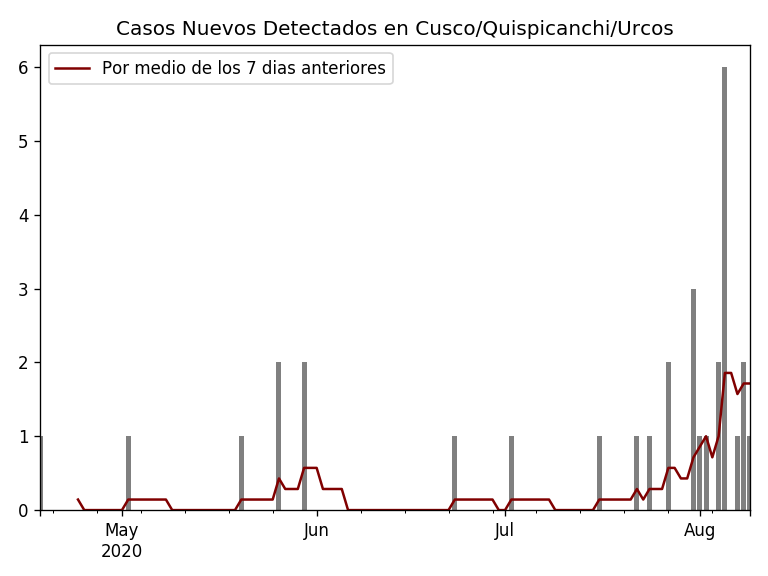 Casos Nuevos Detectados en Cusco/Quispicanchi/Urcos
Por medio de los 7 dias anteriores
6
5
4
3
2
1
0
May Jun Jul Aug
2020